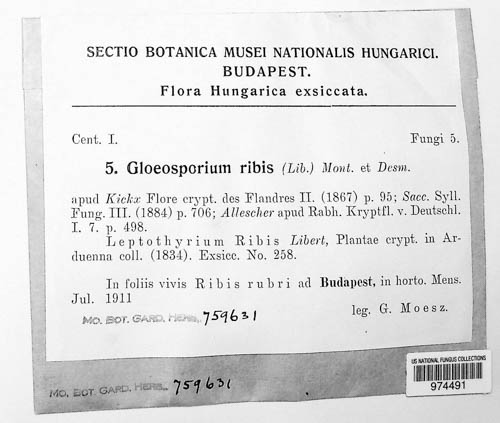 SECTIO BOTANICA MUSEI NATIONALIS HUNGARICI.
BUDAPEST.
Flora Hungarica exsiccata.
Cent. I. Fungi 5.
5. Gloeosporium ribis (Lib.) Mont. et Desm.
apud Kickx Flore crypt. des Flandres II. (1867) p. 95; Sacc. Syll.
Fung. III. (1884) p. 706; Allescher apud Rabh. Kryptfl. v. Deutschl.
I. 7. p. 498.
Leptothyrium Ribis Libert, Plantae crypt. in Ar-
duenna coll. (1834). Exsicc. No. 258.
In foliis vivis Ribis rubri ad Budapest, in horto. Mens.
Jul. 1911
leg. G. Moesz.
MO. BOT. GARD. HERB. 759631
US NATIONAL FUNGUS COLLECTIONS
974491
MO. BOT. GARD. HERB. 759631